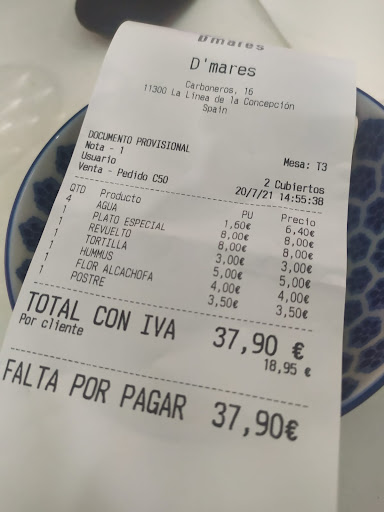 D'mares
D'mares
Carboneros, 16
11300 La Línea de la Concepción
Spain
DOCUMENTO PROVISIONAL
Nota - 1 Mesa: T3
Usuario
Venta - Pedido C50 2 Cubiertos
20/7/21 14:55:38
QTD Producto PU Precio
4 AGUA 1,60€ 6,40€
1 PLATO ESPECIAL 8,00€ 8,00€
1 REVUELTO 8,00€ 8,00€
1 TORTILLA 3,00€ 3,00€
1 HUMMUS 5,00€ 5,00€
1 FLOR ALCACHOFA 4,00€ 4,00€
1 POSTRE 3,50€ 3,50€
TOTAL CON IVA 37,90 €
Por cliente 18,95 €
FALTA POR PAGAR 37,90€